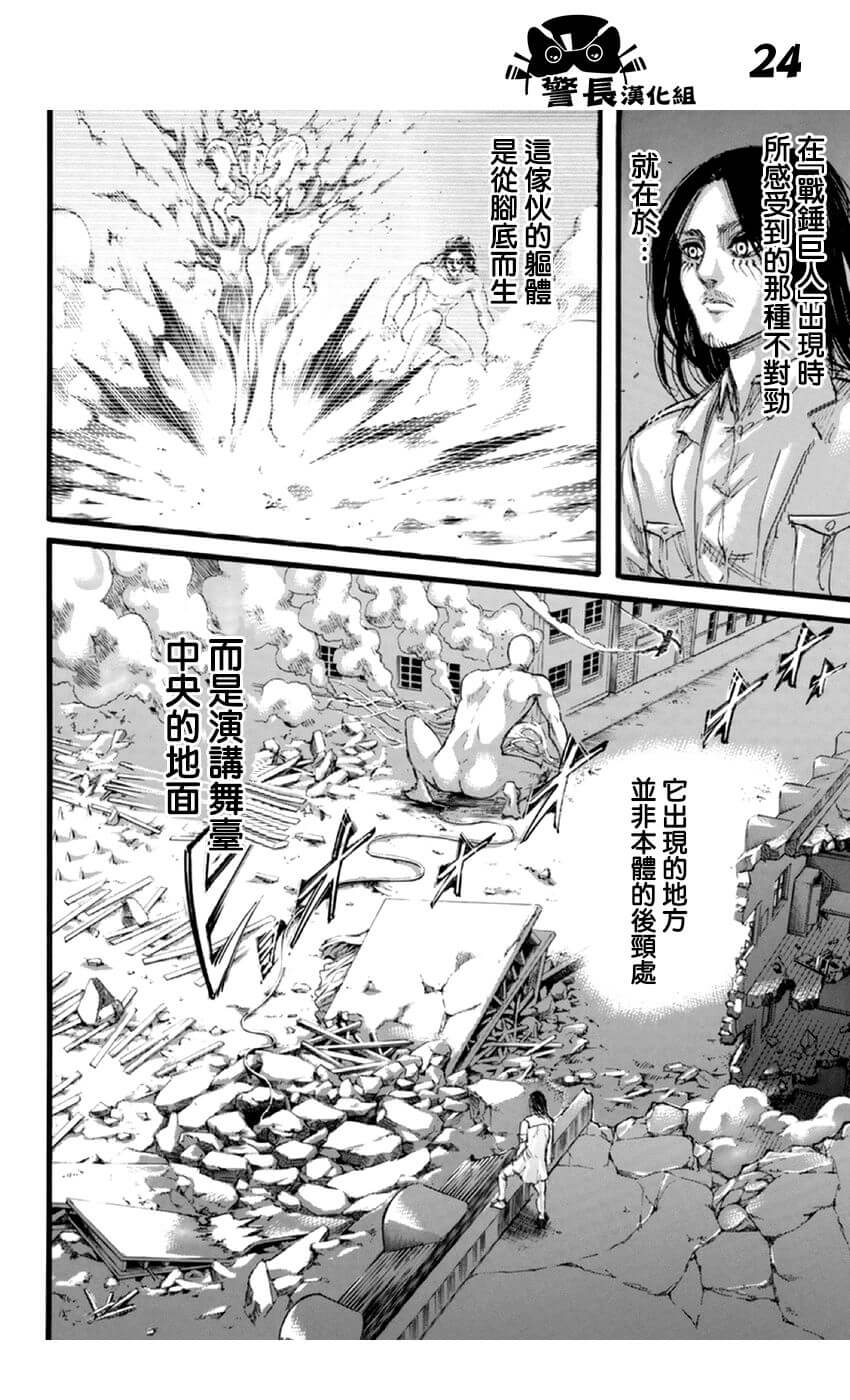 24
警長漢化組
在「戰錘巨人」出現時
所感受到的那種不對勁
就在於…
這傢伙的軀體
是從腳底而生
它出現的地方
並非本體的後頸處
而是演講舞臺
中央的地面